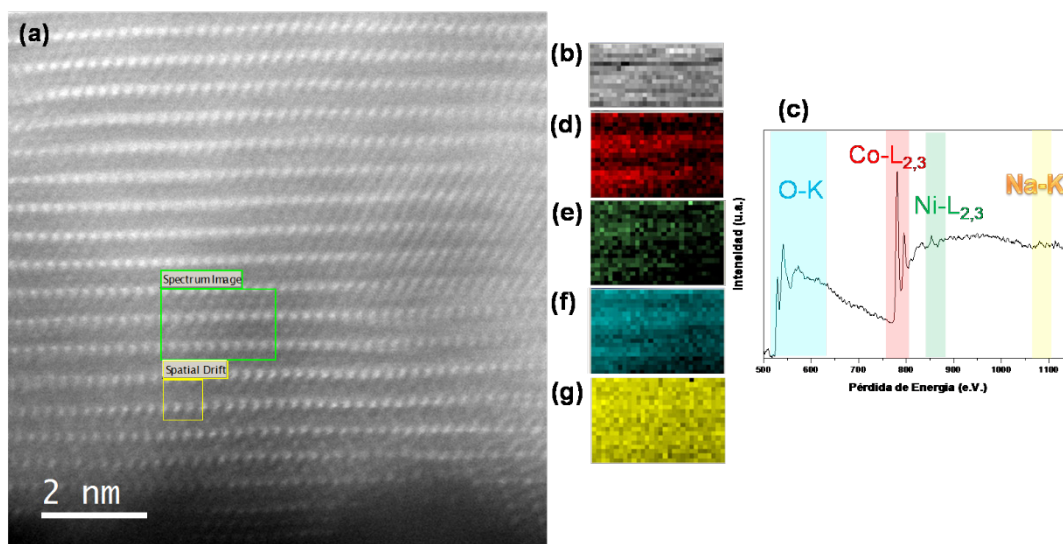 (a)
Spectrum Image
Spatial Drift
2 nm
(b)
(d)
(e)
(f)
(g)
(c)
O-K
Co-L2,3
Ni-L2,3
Na-K
Intensidad (u.a.)
500 600 700 800 900 1000 1100
Pérdida de Energia (e.V.)